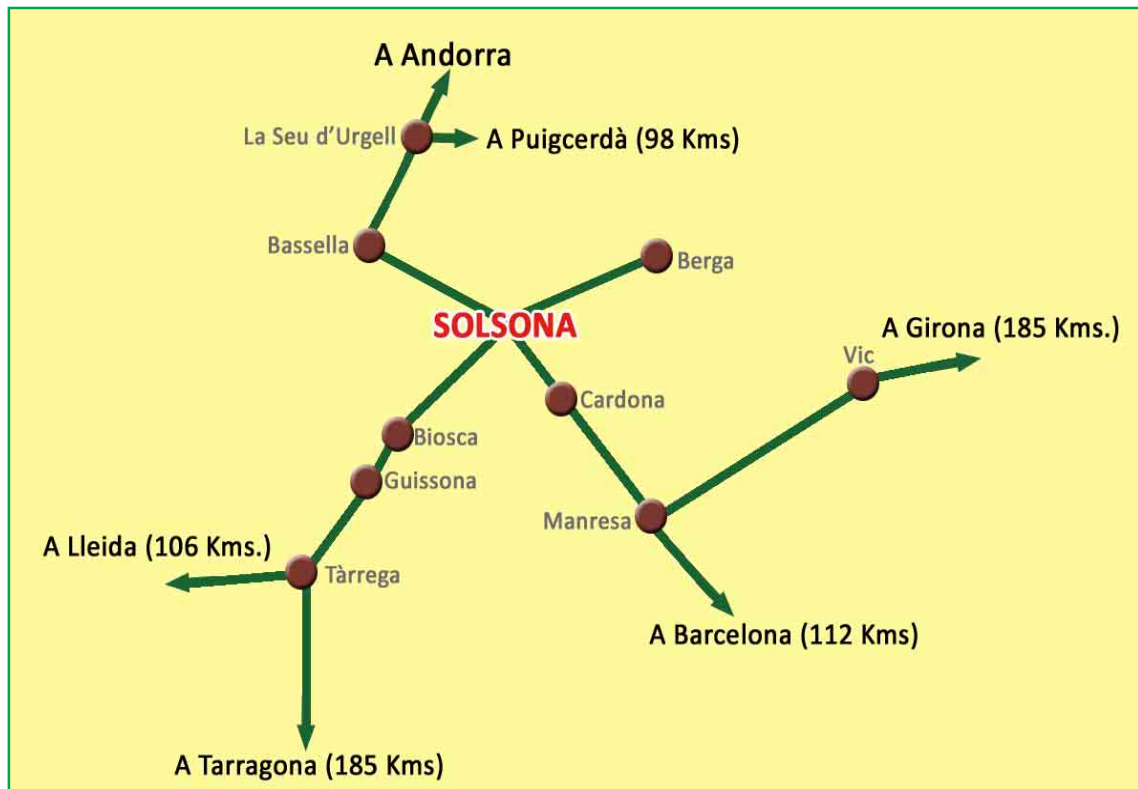 A Andorra
La Seu d'Urgell
A Puigcerdà (98 Kms)
Bassella
Berga
SOLSONA
A Girona (185 Kms.)
Vic
Cardona
Biosca
Guissona
Manresa
A Lleida (106 Kms.)
Tàrrega
A Barcelona (112 Kms)
A Tarragona (185 Kms)